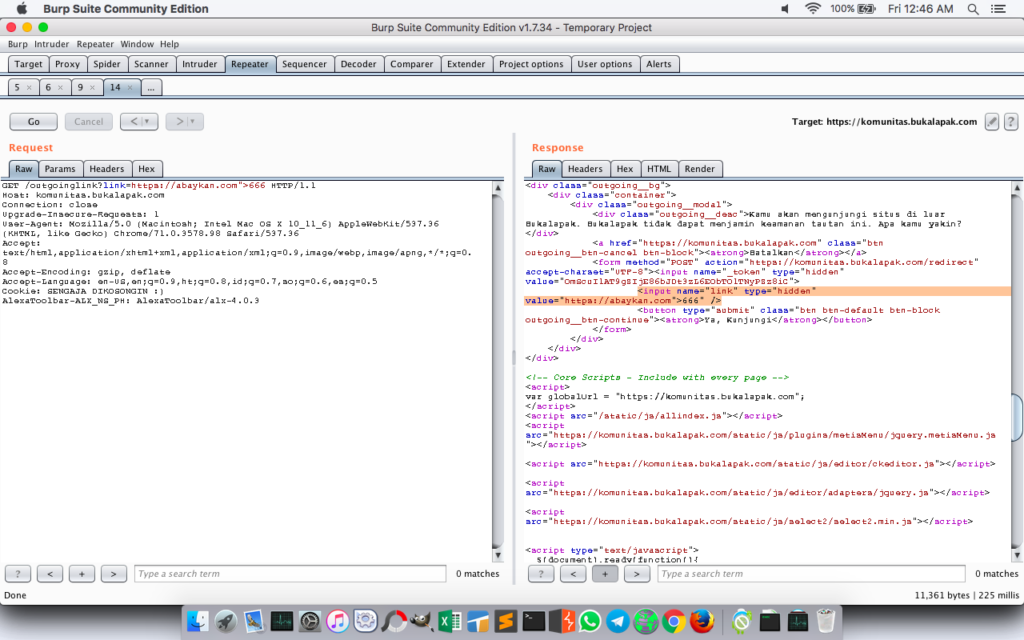 Burp Suite Community Edition
100%
Fri 12:46 AM
Burp Suite Community Edition v1.7.34 - Temporary Project
Burp Intruder Repeater Window Help
Target Proxy Spider Scanner Intruder Repeater Sequencer Decoder Comparer Extender Project options User options Alerts
5 × 6 × 9 × 14 × ...
Go Cancel < | ▾ > | ▾
Target: https://komunitas.bukalapak.com ?
Request
Raw Params Headers Hex
GET /outgoinglink?link=https://abaykan.com">666 HTTP/1.1
Host: komunitas.bukalapak.com
Connection: close
Upgrade-Insecure-Requests: 1
User-Agent: Mozilla/5.0 (Macintosh; Intel Mac OS X 10_11_6) AppleWebKit/537.36
(KHTML, like Gecko) Chrome/71.0.3578.98 Safari/537.36
Accept:
text/html,application/xhtml+xml,application/xml;q=0.9,image/webp,image/apng,*/*;q=0.
8
Accept-Encoding: gzip, deflate
Accept-Language: en-US,en;q=0.9,ht;q=0.8,id;q=0.7,mo;q=0.6,em;q=0.5
Cookie: SENGAJA DIKOSONGIN :)
AlexaToolbar-ALX_NS_PH: AlexaToolbar/alx-4.0.3
? < + > Type a search term 0 matches
Response
Raw Headers Hex HTML Render
<div class="outgoing__bg">
<div class="container">
<div class="outgoing__modal">
<div class="outgoing__desc">Kamu akan mengunjungi situs di luar
Bukalapak. Bukalapak tidak dapat menjamin keamanan tautan ini. Apa kamu yakin?
</div>
<a href="https://komunitas.bukalapak.com" class="btn
outgoing__btn-cancel btn-block"><strong>Batalkan</strong></a>
<form method="POST" action="https://komunitas.bukalapak.com/redirect"
accept-charset="UTF-8"><input name="_token" type="hidden"
<input name="link" type="hidden"
value="https://abaykan.com">666" />
<button type="submit" class="btn btn-default btn-block
outgoing__btn-continue"><strong>Ya, Kunjungi</strong></button>
</form>
</div>
</div>
</div>
<!-- Core Scripts - Include with every page -->
<script>
var globalUrl = "https://komunitas.bukalapak.com";
</script>
<script src="/static/js/allindex.js"></script>
<script
src="https://komunitas.bukalapak.com/static/js/plugins/metisMenu/jquery.metisMenu.js
"></script>
<script src="https://komunitas.bukalapak.com/static/js/editor/ckeditor.js"></script>
<script
src="https://komunitas.bukalapak.com/static/js/editor/adapters/jquery.js"></script>
<script
src="https://komunitas.bukalapak.com/static/js/select2/select2.min.js"></script>
<script type="text/javascript">
$(document).ready(function(){
? < + > Type a search term 0 matches
Done
11,361 bytes | 225 millis